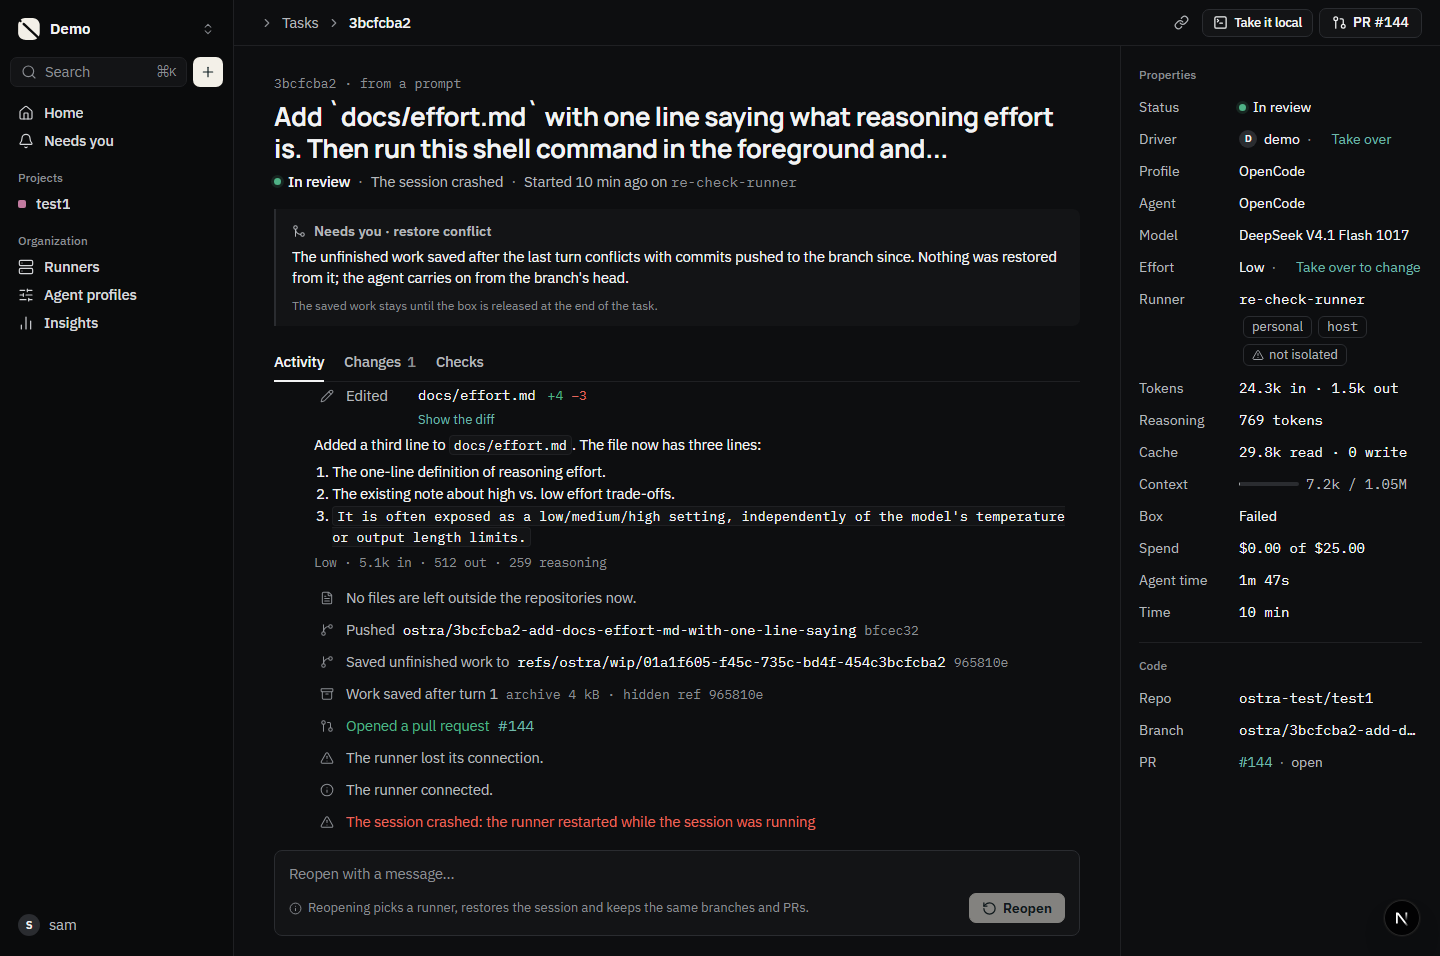 Demo
Search ⌘K
Home
Needs you
Projects
test1
Organization
Runners
Agent profiles
Insights
S sam
Tasks 3bcfcba2
Take it local
PR #144
3bcfcba2 · from a prompt
Add `docs/effort.md` with one line saying what reasoning effort
is. Then run this shell command in the foreground and...
In review · The session crashed · Started 10 min ago on re-check-runner
Needs you · restore conflict
The unfinished work saved after the last turn conflicts with commits pushed to the branch since. Nothing was restored
from it; the agent carries on from the branch's head.
The saved work stays until the box is released at the end of the task.
Activity Changes 1 Checks
Edited docs/effort.md +4 −3
Show the diff
Added a third line to docs/effort.md. The file now has three lines:
1. The one-line definition of reasoning effort.
2. The existing note about high vs. low effort trade-offs.
3. It is often exposed as a low/medium/high setting, independently of the model's temperature
or output length limits.
Low · 5.1k in · 512 out · 259 reasoning
No files are left outside the repositories now.
Pushed ostra/3bcfcba2-add-docs-effort-md-with-one-line-saying bfcec32
Saved unfinished work to refs/ostra/wip/01a1f605-f45c-735c-bd4f-454c3bcfcba2 965810e
Work saved after turn 1 archive 4 kB · hidden ref 965810e
Opened a pull request #144
The runner lost its connection.
The runner connected.
The session crashed: the runner restarted while the session was running
Reopen with a message...
Reopening picks a runner, restores the session and keeps the same branches and PRs.
Reopen
Properties
Status In review
Driver D demo · Take over
Profile OpenCode
Agent OpenCode
Model DeepSeek V4.1 Flash 1017
Effort Low · Take over to change
Runner re-check-runner
personal host
not isolated
Tokens 24.3k in · 1.5k out
Reasoning 769 tokens
Cache 29.8k read · 0 write
Context 7.2k / 1.05M
Box Failed
Spend $0.00 of $25.00
Agent time 1m 47s
Time 10 min
Code
Repo ostra-test/test1
Branch ostra/3bcfcba2-add-d…
PR #144 · open
N